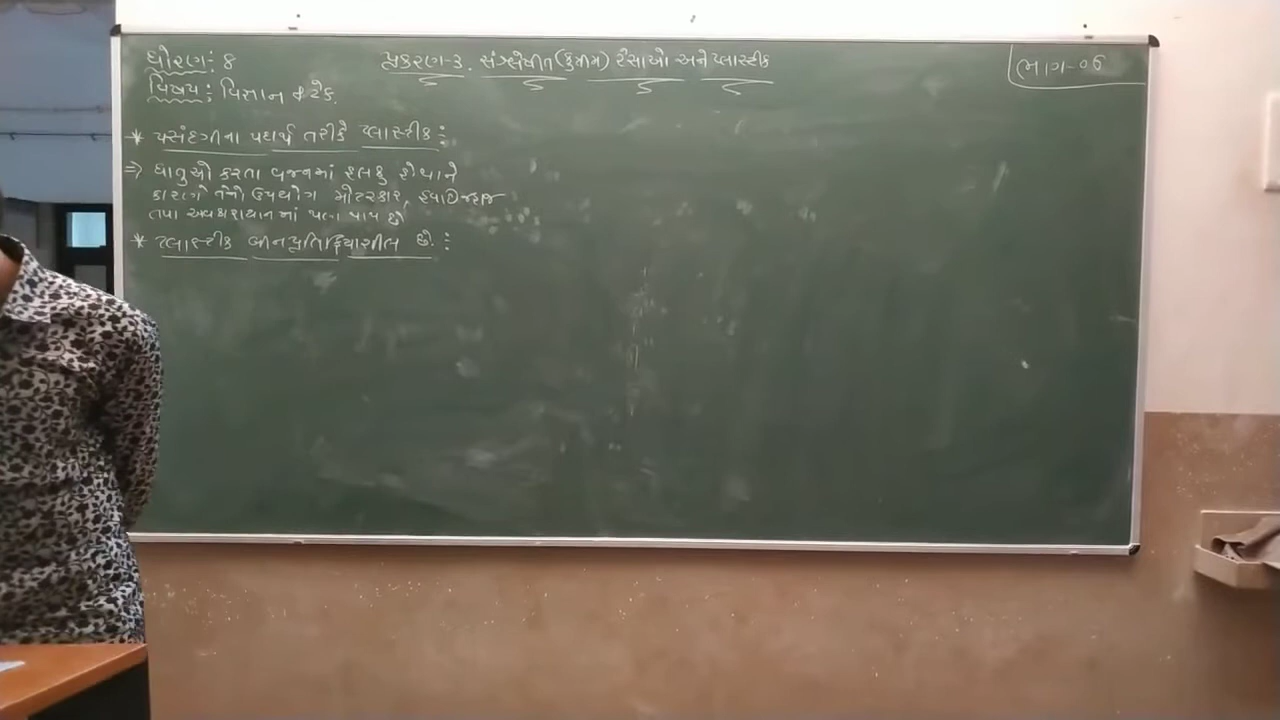 ધોરણ: 8
પ્રકરણ-3. સંશ્લેષીત (કૃત્રિમ) રેસાઓ અને પ્લાસ્ટીક
ભાગ-06
વિષય: વિજ્ઞાન & ટેક.
* પસંદગીના પદાર્થ તરીકે પ્લાસ્ટીક :
⇒ ધાતુઓ કરતા વજનમાં હલકુ હોવાને
કારણે તેનો ઉપયોગ મોટરકાર, હવાઈજહાજ
તથા અવકાશયાનમાં પણ થાય છે
* પ્લાસ્ટીક બીનપ્રતિક્રિયાશીલ છે. :